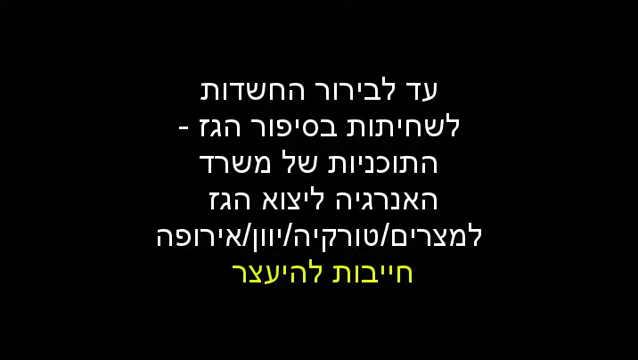 עד לבירור החשדות
לשחיתות בסיפור הגז -
התוכניות של משרד
האנרגיה ליצוא הגז
למצרים/טורקיה/יוון/אירופה
חייבות להיעצר